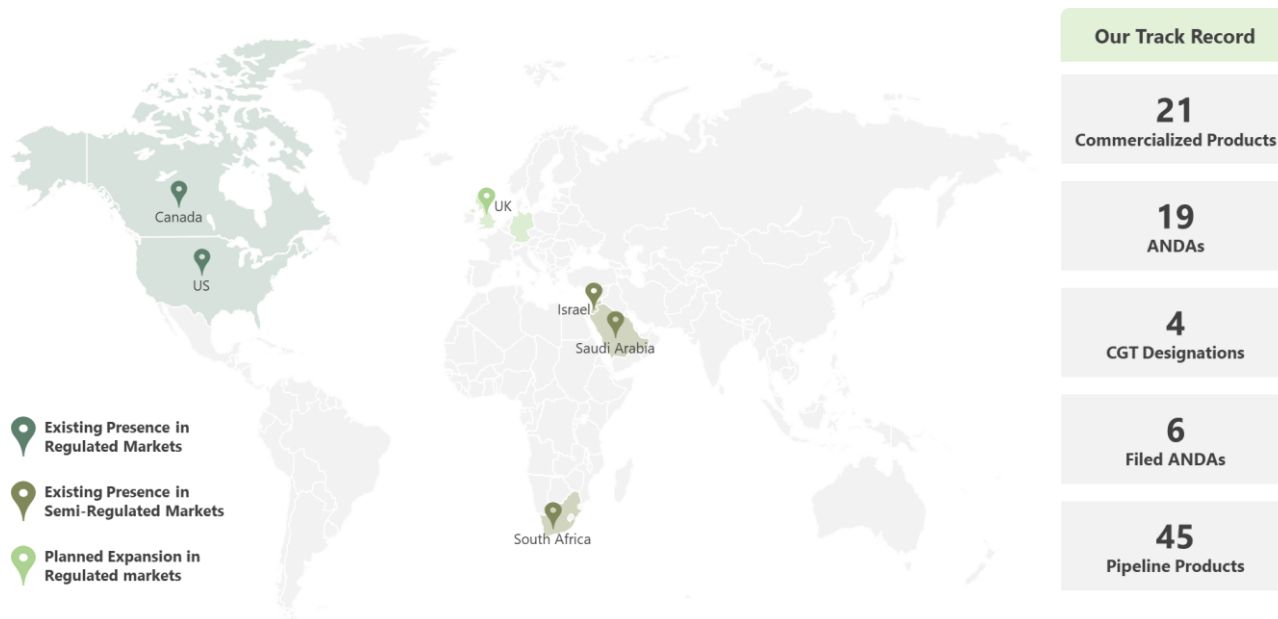 Canada
US
UK
Israel
Saudi Arabia
South Africa
Existing Presence in
Regulated Markets
Existing Presence in
Semi-Regulated Markets
Planned Expansion in
Regulated markets
Our Track Record
21
Commercialized Products
19
ANDAs
4
CGT Designations
6
Filed ANDAs
45
Pipeline Products